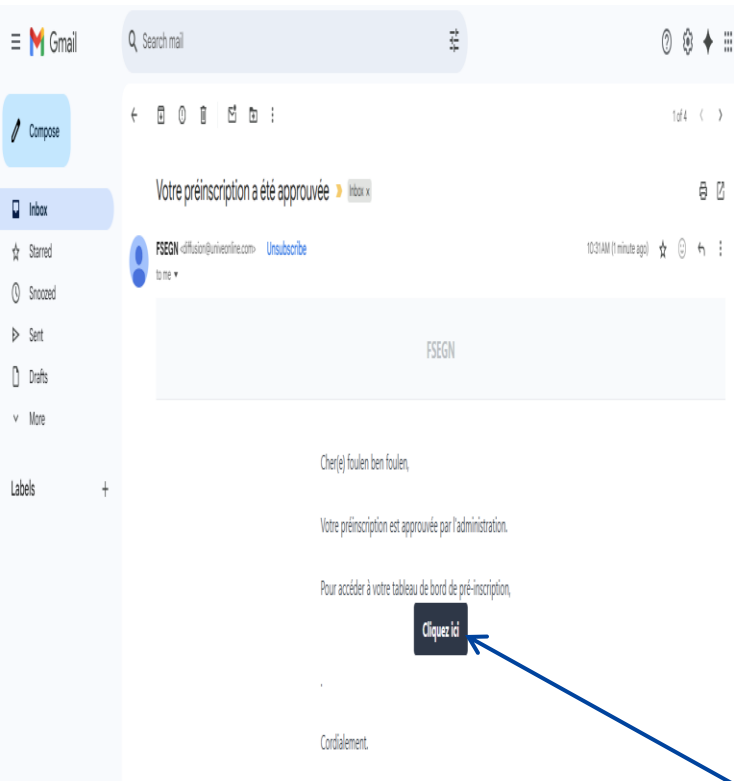 Gmail
Search mail
Compose
1 of 4
Votre préinscription a été approuvée
Inbox x
Inbox
FSEGN <diffusion@univeonline.com> Unsubscribe
10:31 AM (1 minute ago)
to me
Starred
Snoozed
Sent
FSEGN
Drafts
More
Cher(e) foulen ben foulen,
Labels
Votre préinscription est approuvée par l'administration.
Pour accéder à votre tableau de bord de pré-inscription,
Cliquez ici
.
Cordialement.